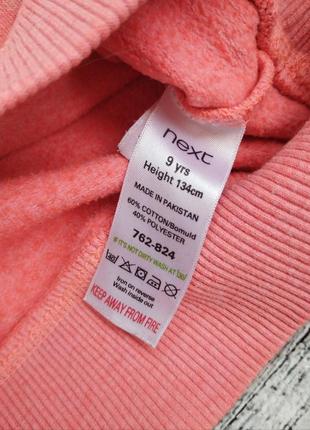 next
9 yrs
Height 134cm
MADE IN PAKISTAN
60% COTTON/Bomuld
40% POLYESTER
762-824
IF IT'S NOT DIRTY WASH AT 30
Iron on reverse
Wash inside out
KEEP AWAY FROM FIRE